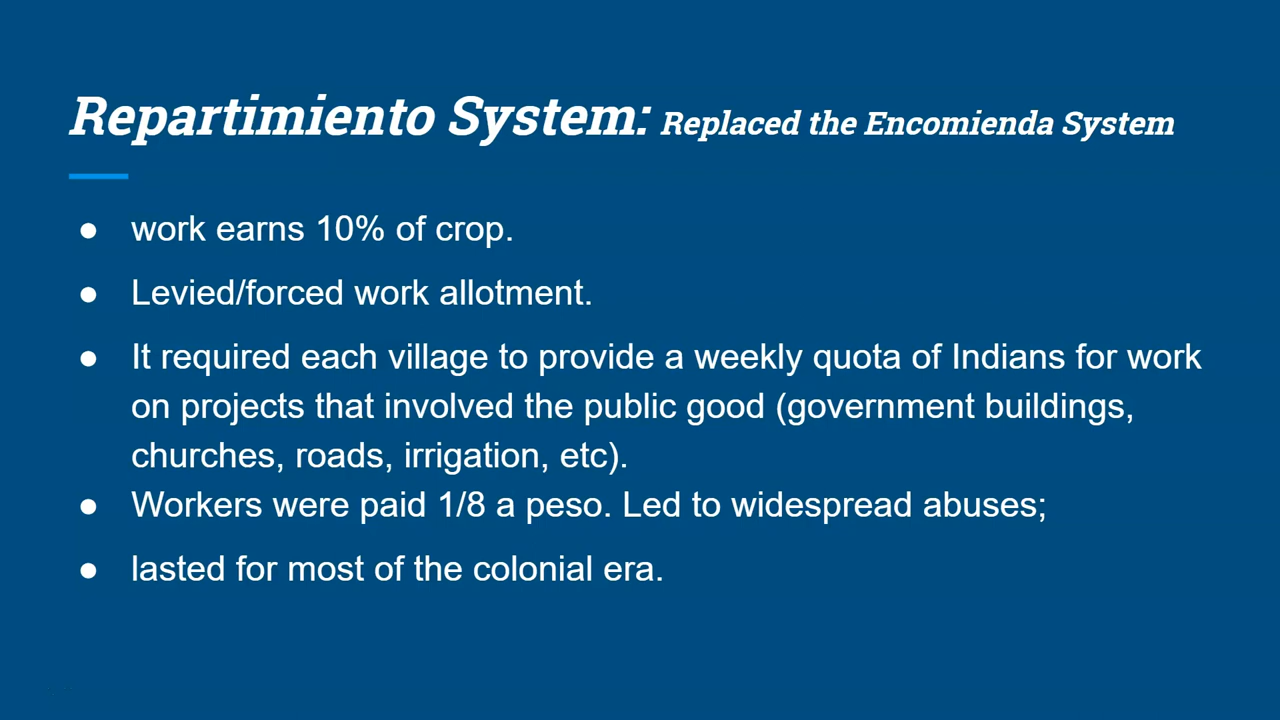 Repartimiento System: Replaced the Encomienda System
● work earns 10% of crop.
● Levied/forced work allotment.
● It required each village to provide a weekly quota of Indians for work
on projects that involved the public good (government buildings,
churches, roads, irrigation, etc).
● Workers were paid 1/8 a peso. Led to widespread abuses;
● lasted for most of the colonial era.